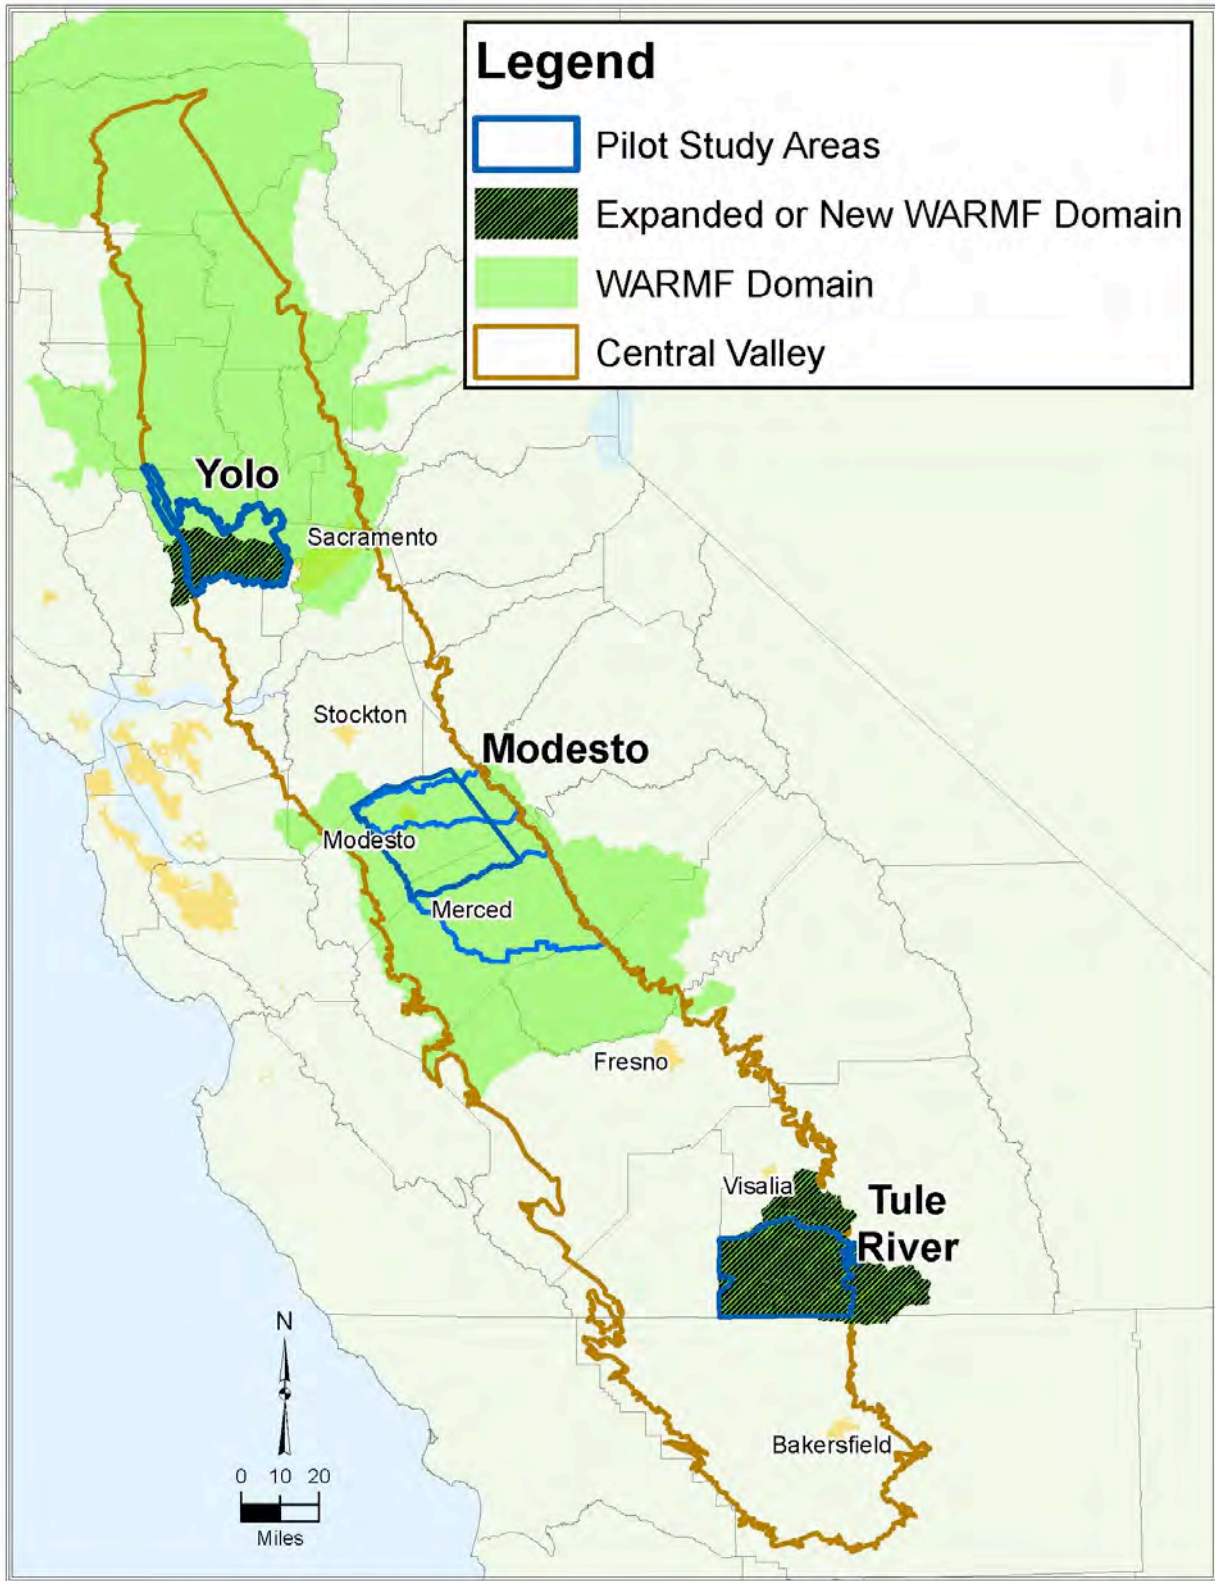 Legend
Pilot Study Areas
Expanded or New WARMF Domain
WARMF Domain
Central Valley
Yolo
Sacramento
Stockton
Modesto
Modesto
Merced
Fresno
Visalia
Tule
River
N
Bakersfield
0 10 20
Miles